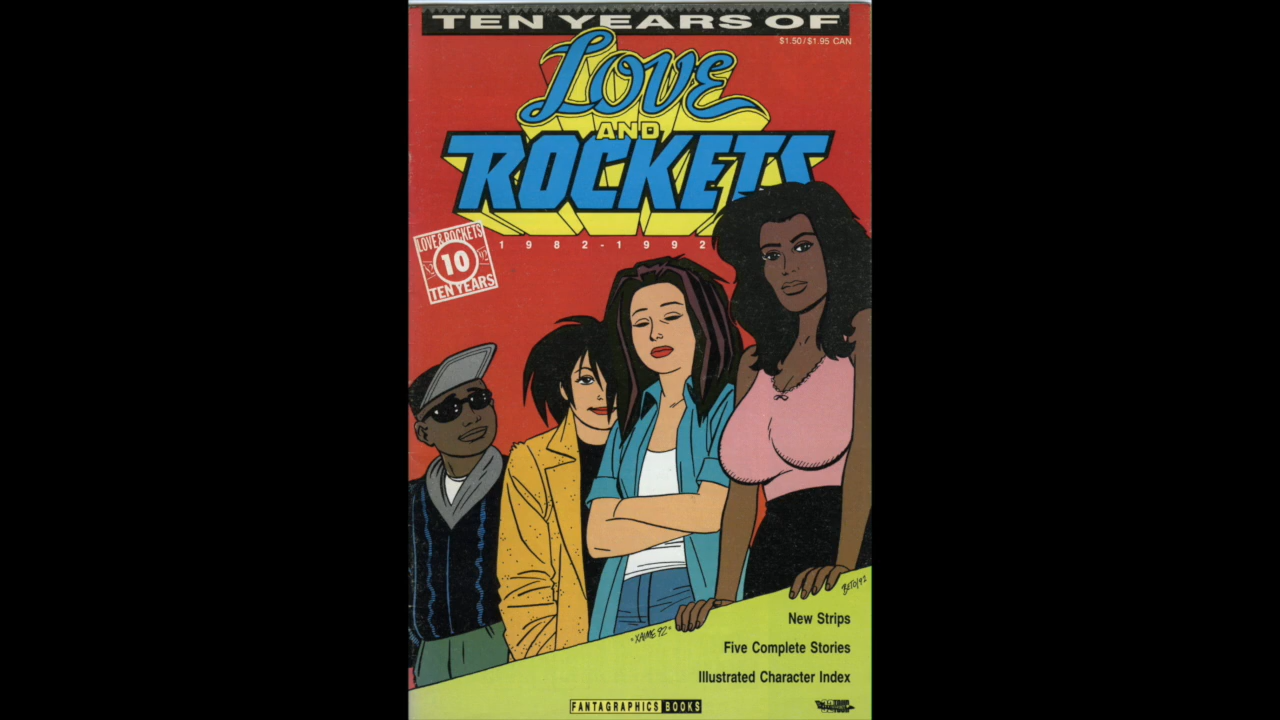 TEN YEARS OF
$1.50/$1.95 CAN
LOVE
AND
ROCKETS
1982-1992
LOVE & ROCKETS
10
TEN YEARS
BETO/92
"XAIME 92"
New Strips
Five Complete Stories
Illustrated Character Index
FANTAGRAPHICS BOOKS